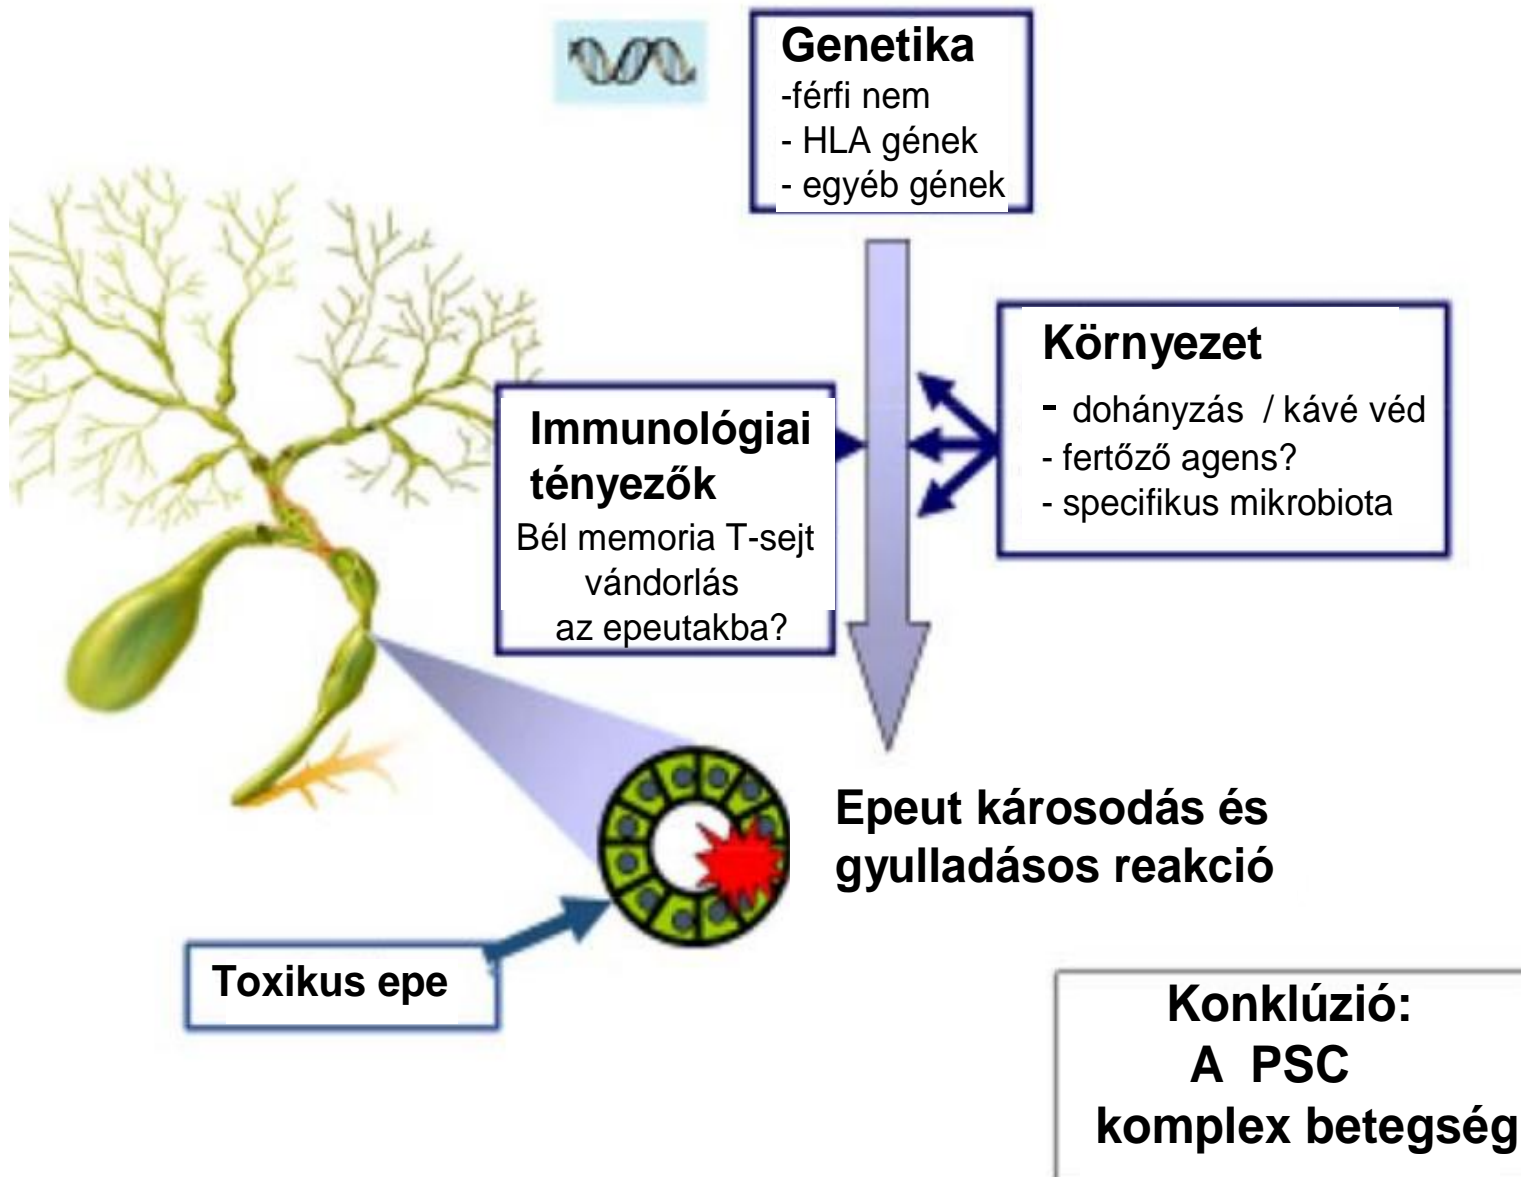 Genetika
-férfi nem
- HLA gének
- egyéb gének
Környezet
- dohányzás / kávé véd
- fertőző agens?
- specifikus mikrobiota
Immunológiai
tényezők
Bél memoria T-sejt
vándorlás
az epeutakba?
Epeut károsodás és
gyulladásos reakció
Toxikus epe
Konklúzió:
A PSC
komplex betegség